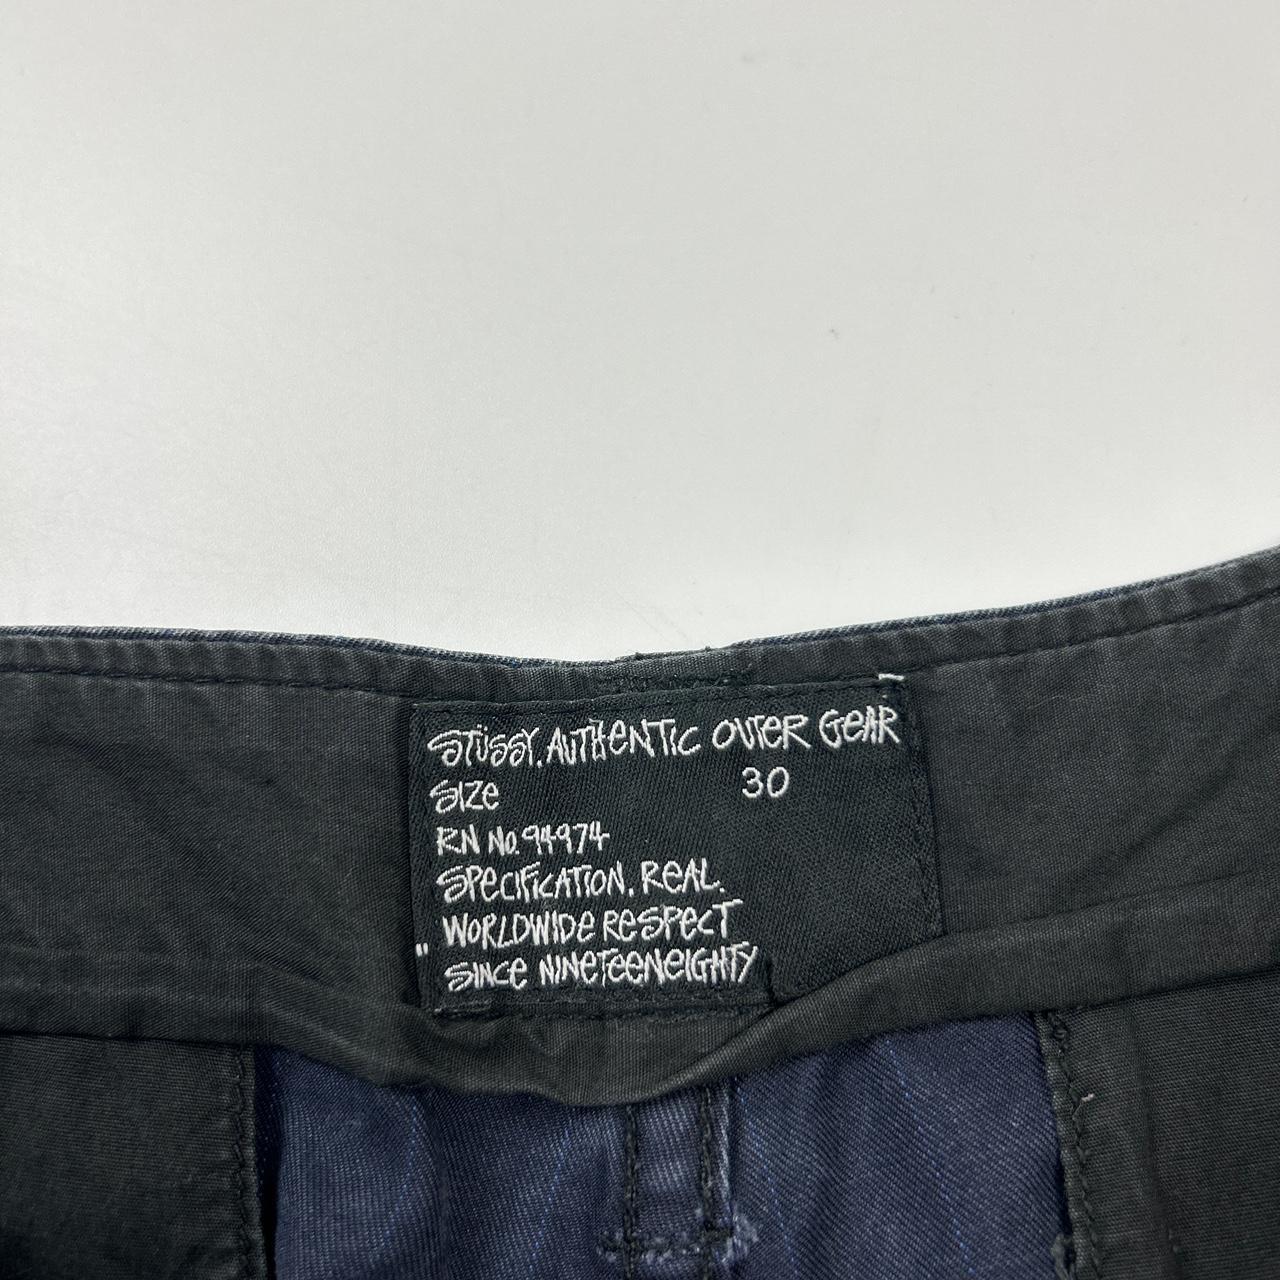 STÜSSY. AUTHENTIC OUTER GEAR
SIZE 30
RN No. 94974
SPECIFICATION. REAL.
WORLDWIDE RESPECT
" SINCE NINETEENEIGHTY